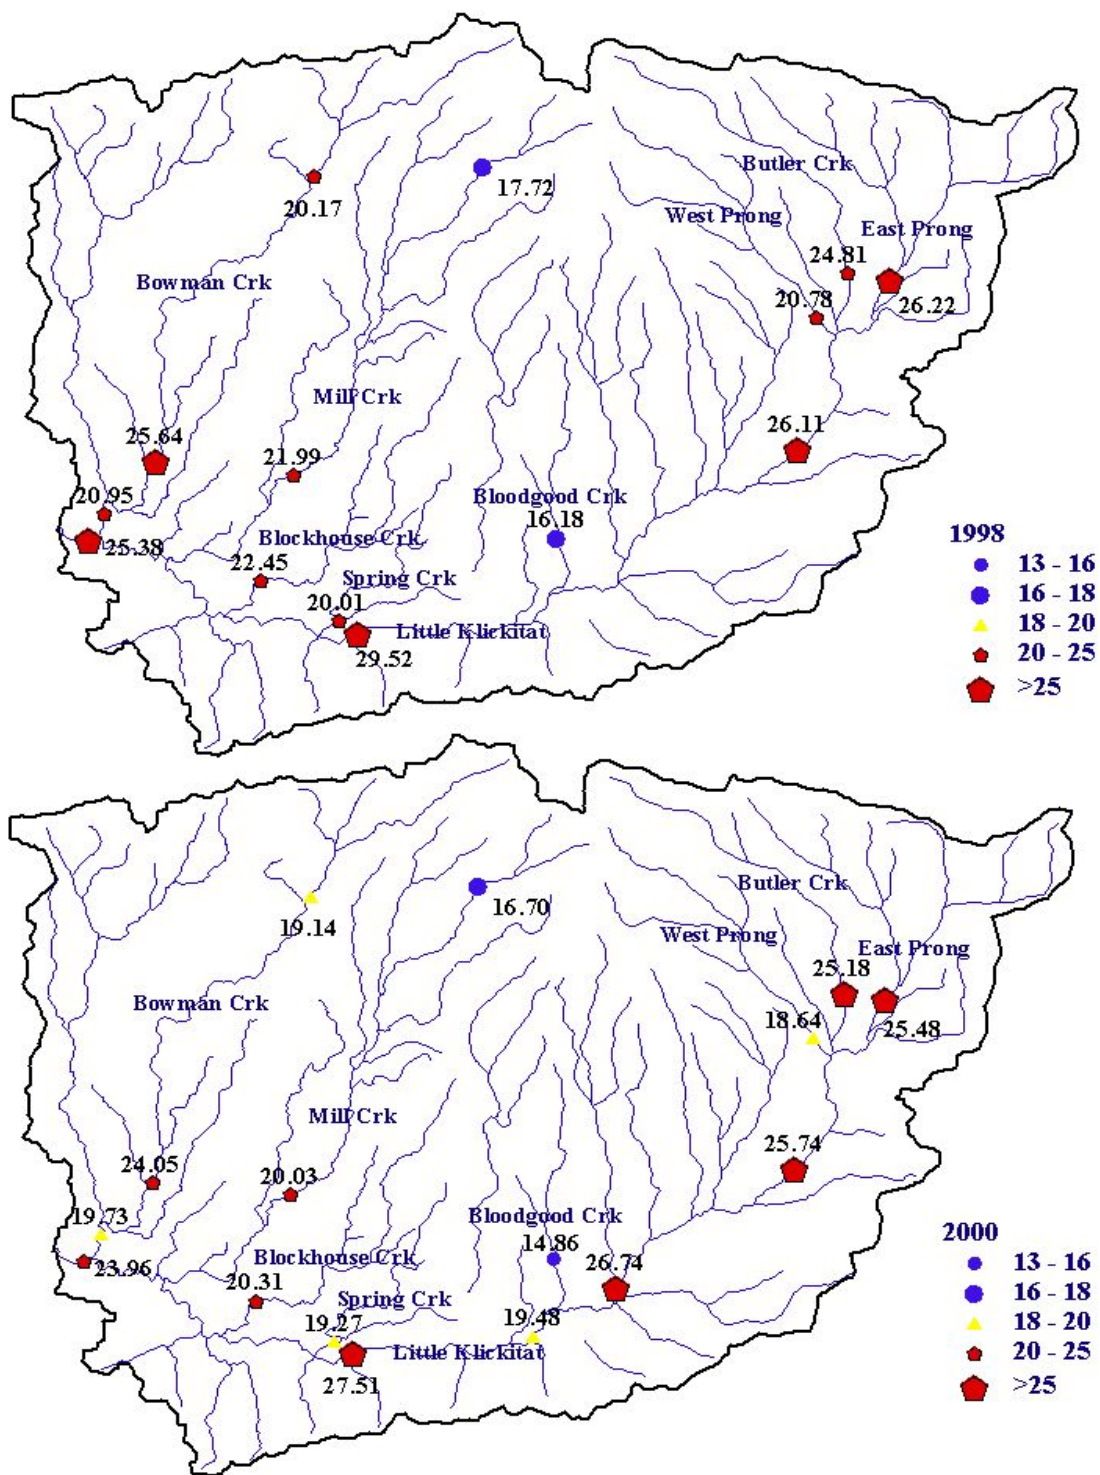 Butler Crk
17.72
20.17
West Prong
East Prong
24.81
Bowman Crk
20.78
26.22
Mill Crk
26.11
25.64
21.99
20.95
Bloodgood Crk
16.18
25.38
Blockhouse Crk
22.45
Spring Crk
20.01
Little Klickitat
29.52
1998
13 - 16
16 - 18
18 - 20
20 - 25
>25
Butler Crk
16.70
19.14
West Prong
East Prong
25.18
Bowman Crk
18.64
25.48
Mill Crk
25.74
24.05
20.03
19.73
Bloodgood Crk
14.86
26.74
23.96
Blockhouse Crk
20.31
Spring Crk
19.27
19.48
Little Klickitat
27.51
2000
13 - 16
16 - 18
18 - 20
20 - 25
>25